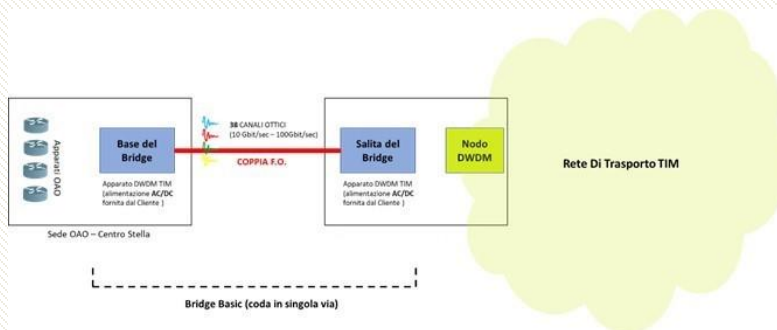 38 CANALI OTTICI
(10 Gbit/sec – 100Gbit/sec)
Apparati OAO
Base del
Bridge
COPPIA F.O.
Salita del
Bridge
Nodo
DWDM
Rete Di Trasporto TIM
Apparato DWDM TIM
(alimentazione AC/DC
fornita dal Cliente )
Apparato DWDM TIM
(alimentazione AC/DC
fornita dal Cliente )
Sede OAO – Centro Stella
Bridge Basic (coda in singola via)